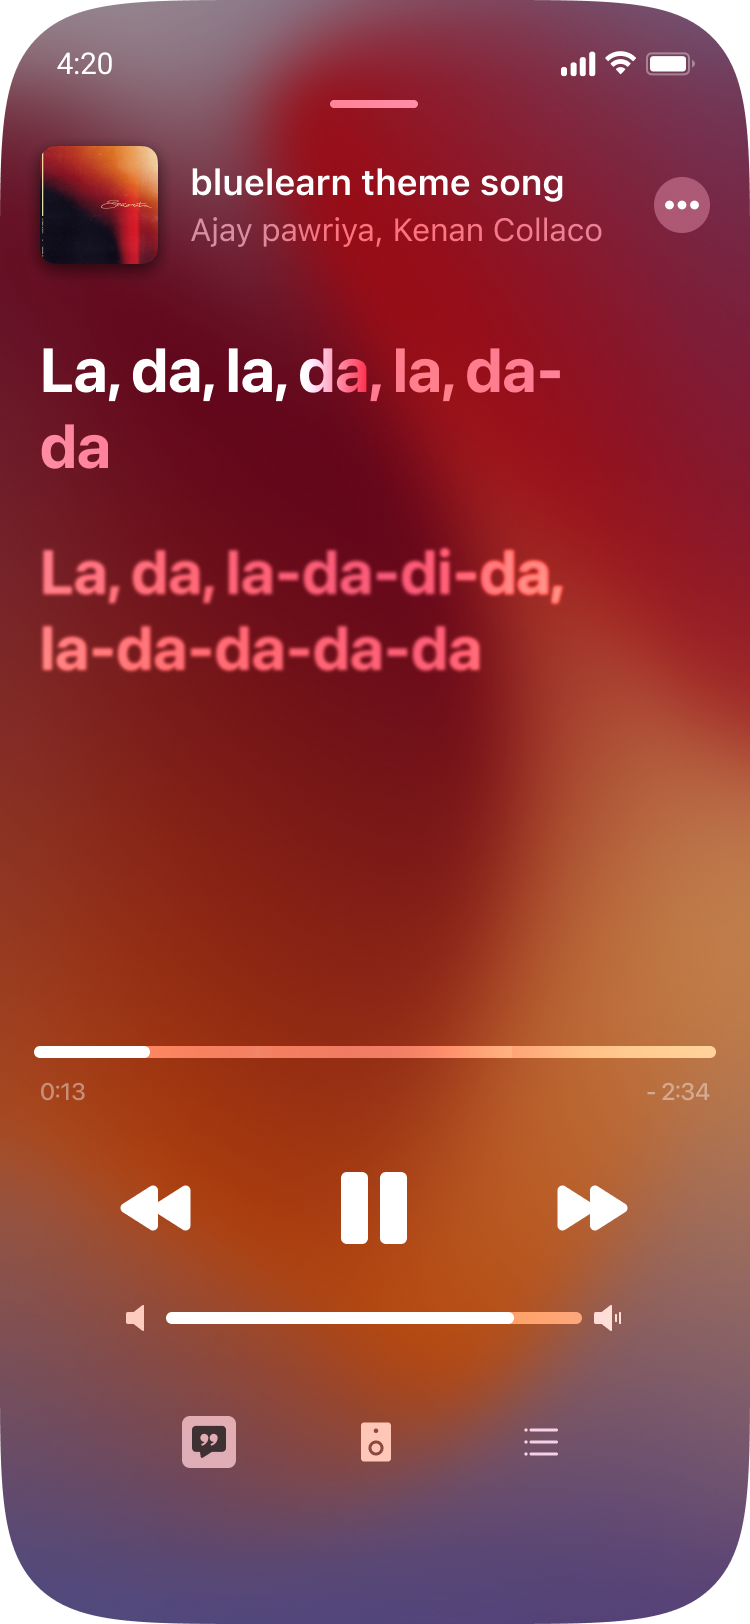 4:20
bluelearn theme song
Ajay pawriya, Kenan Collaco
La, da, la, da, la, da-
da
La, da, la-da-di-da,
la-da-da-da-da
0:13
- 2:34